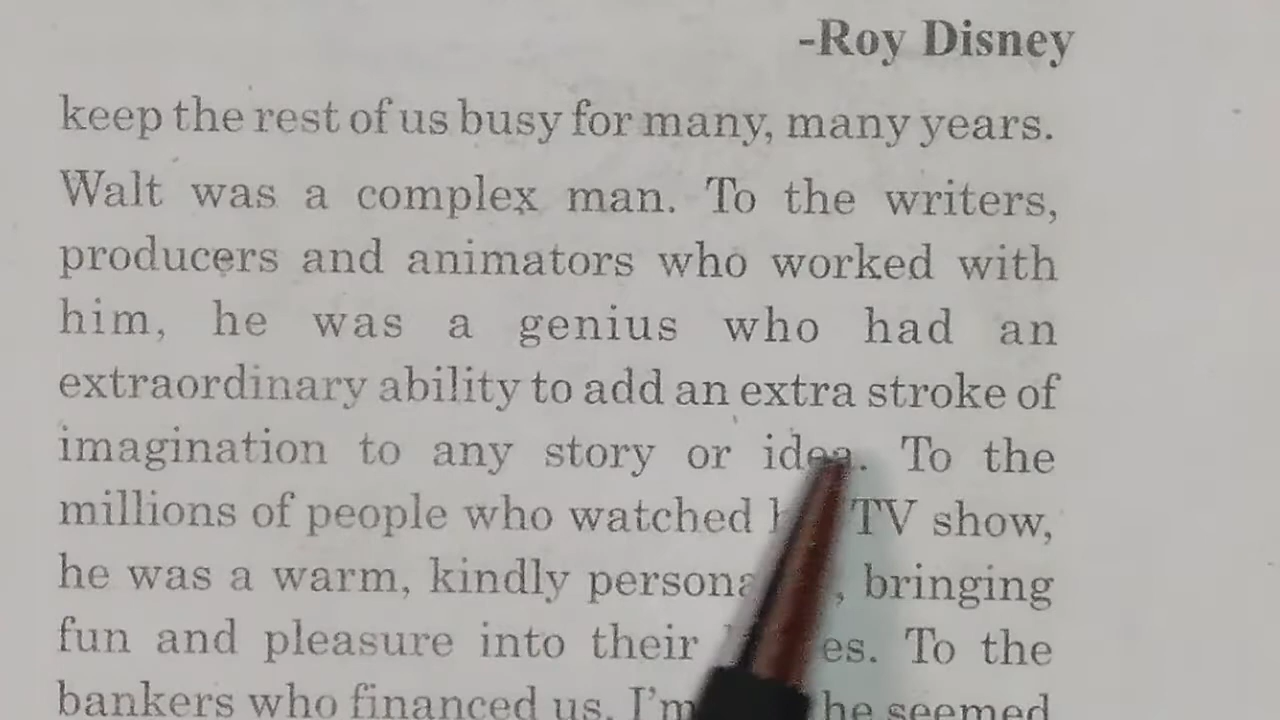 -Roy Disney
keep the rest of us busy for many, many years.
Walt was a complex man. To the writers,
producers and animators who worked with
him, he was a genius who had an
extraordinary ability to add an extra stroke of
imagination to any story or idea. To the
millions of people who watched TV show,
he was a warm, kindly bringing
fun and pleasure into their To the
bankers who financed us, I'm he seemed